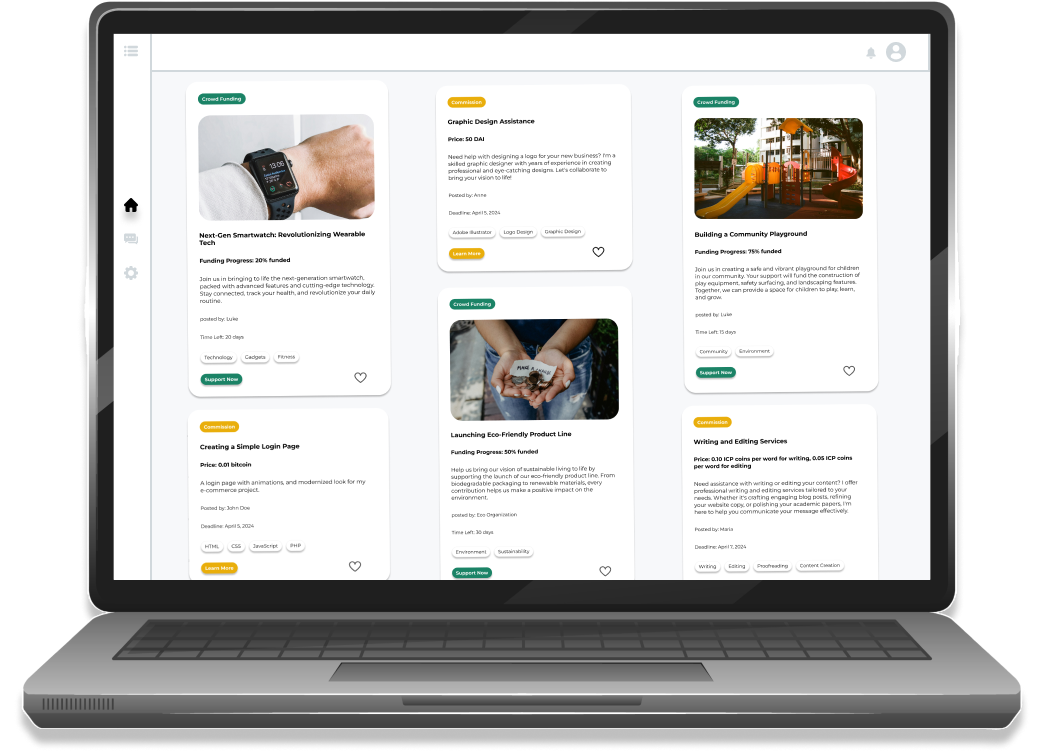 Crowd Funding
13:05
Next-Gen Smartwatch: Revolutionizing Wearable
Tech
Funding Progress: 20% funded
Join us in bringing to life the next-generation smartwatch,
packed with advanced features and cutting-edge technology.
Stay connected, track your health, and revolutionize your daily
routine.
posted by: Luke
Time Left: 20 days
Technology
Gadgets
Fitness
Support Now
Commission
Creating a Simple Login Page
Price: 0.01 bitcoin
A login page with animations, and modernized look for my
e-commerce project.
Posted by: John Doe
Deadline: April 5, 2024
HTML
CSS
JavaScript
PHP
Learn More
Commission
Graphic Design Assistance
Price: 50 DAI
Need help with designing a logo for your new business? I'm a
skilled graphic designer with years of experience in creating
professional and eye-catching designs. Let's collaborate to
bring your vision to life!
Posted by: Anne
Deadline: April 5, 2024
Adobe Illustrator
Logo Design
Graphic Design
Learn More
Crowd Funding
MAKE A CHANGE
Launching Eco-Friendly Product Line
Funding Progress: 50% funded
Help us bring our vision of sustainable living to life by
supporting the launch of our eco-friendly product line. From
biodegradable packaging to renewable materials, every
contribution helps us make a positive impact on the
environment.
posted by: Eco Organization
Time Left: 30 days
Environment
Sustainability
Support Now
Crowd Funding
Building a Community Playground
Funding Progress: 75% funded
Join us in creating a safe and vibrant playground for children
in our community. Your support will fund the construction of
play equipment, safety surfacing, and landscaping features.
Together, we can provide a space for children to play, learn,
and grow.
posted by: Luke
Time Left: 15 days
Community
Environment
Support Now
Commission
Writing and Editing Services
Price: 0.10 ICP coins per word for writing, 0.05 ICP coins
per word for editing
Need assistance with writing or editing your content? I offer
professional writing and editing services tailored to your
needs. Whether it's crafting engaging blog posts, refining
your website copy, or polishing your academic papers, I'm
here to help you communicate your message effectively.
Posted by: Maria
Deadline: April 7, 2024
Writing
Editing
Proofreading
Content Creation